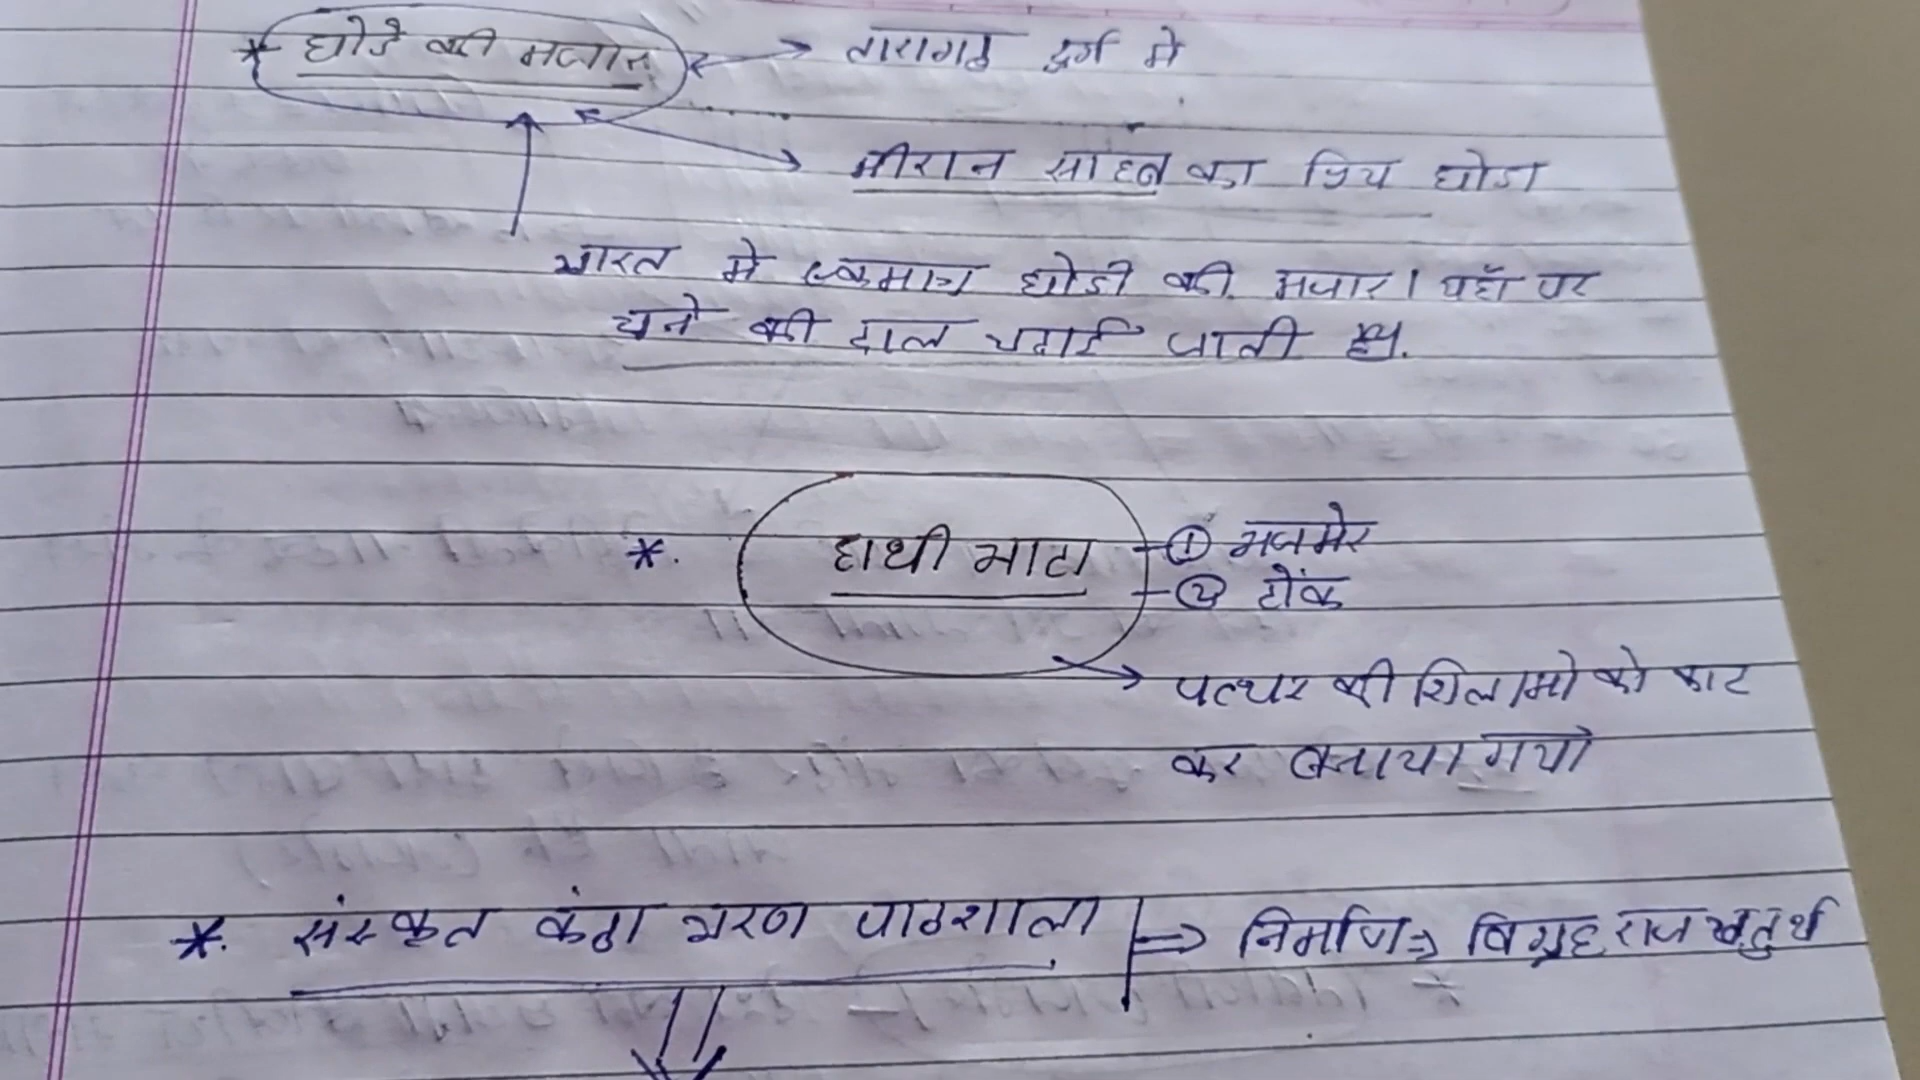 * घोडे की मजार तारागढ दुर्ग मे
मीरान साहब का प्रिय घोडा
भारत मे एकमात्र घोडी की मजार। यहाँ पर
चने की दाल चढाई जाती है।
*. हाथी भाटा ① अजमेर
② टोंक
पत्थर की शिलाओ को काट
कर बनाया गया
*. संस्कृत कंठा भरण पाठशाला ⇒ निर्माण ⇒ विग्रहराज चतुर्थ